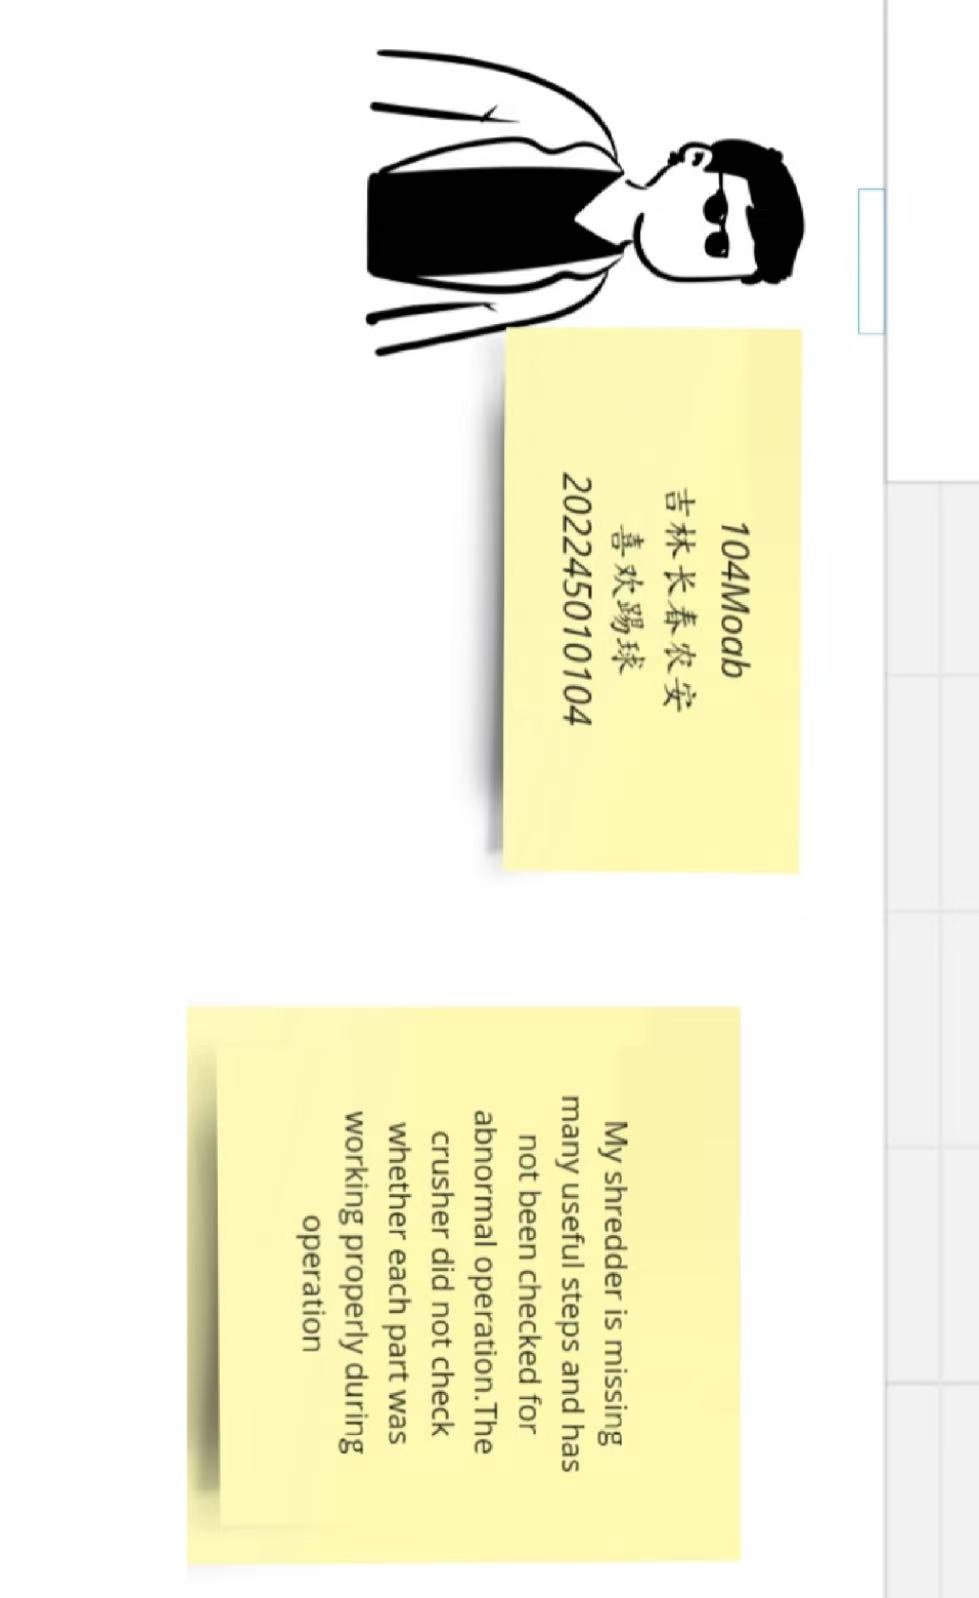 104Moab
吉林长春农安
喜欢踢球
202245010104
My shredder is missing
many useful steps and has
not been checked for
abnormal operation.The
crusher did not check
whether each part was
working properly during
operation